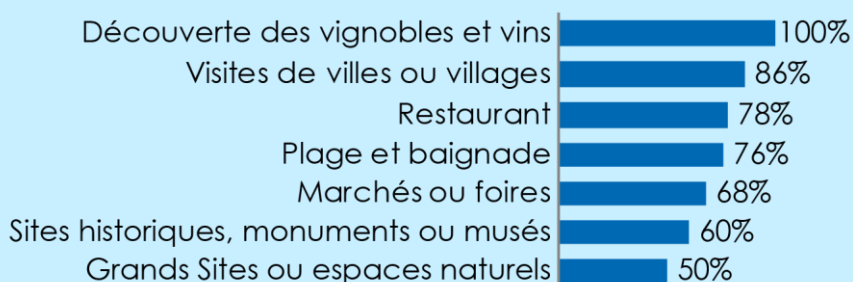 Découverte des vignobles et vins 100%
Visites de villes ou villages 86%
Restaurant 78%
Plage et baignade 76%
Marchés ou foires 68%
Sites historiques, monuments ou musés 60%
Grands Sites ou espaces naturels 50%